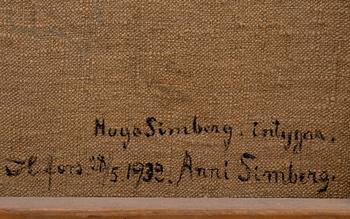 Hugo Simberg. intygar.
H.fors 28/5.1932. Anni Simberg.